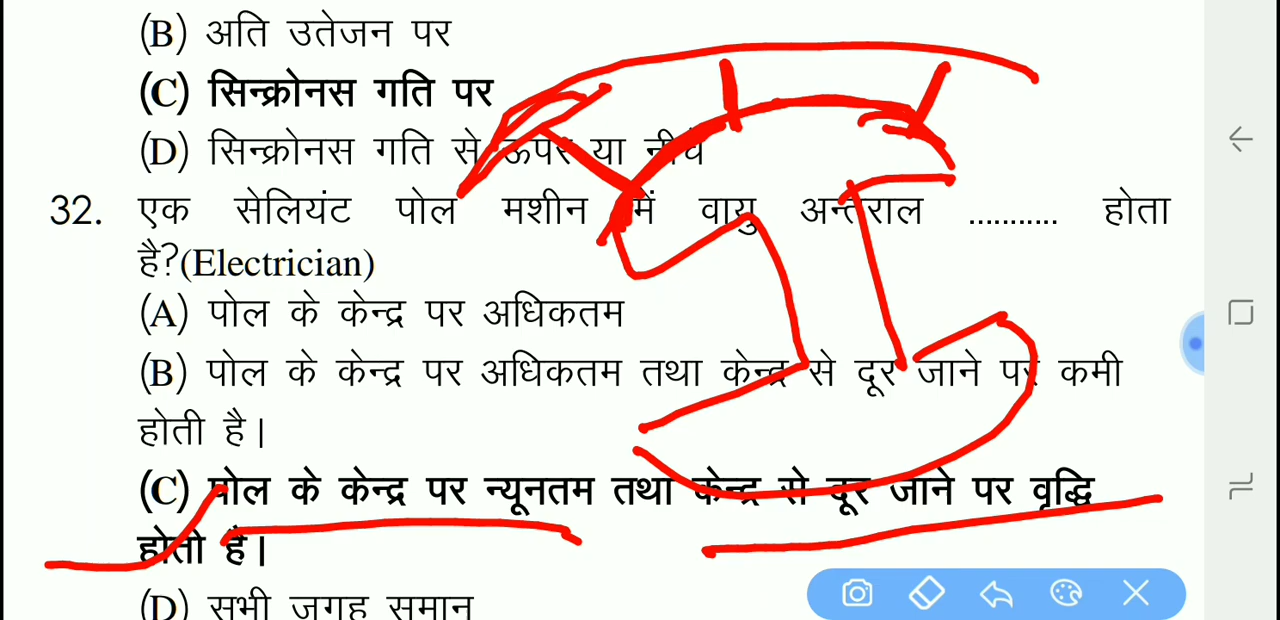 (B) अति उतेजन पर
(C) सिन्क्रोनस गति पर
(D) सिन्क्रोनस गति से ऊपर या नीचे
32. एक सेलियंट पोल मशीन में वायु अन्तराल ........... होता
है?(Electrician)
(A) पोल के केन्द्र पर अधिकतम
(B) पोल के केन्द्र पर अधिकतम तथा केन्द्र से दूर जाने पर कमी
होती है।
(C) पोल के केन्द्र पर न्यूनतम तथा केन्द्र से दूर जाने पर वृद्धि
होती है।
(D) सभी जगह समान